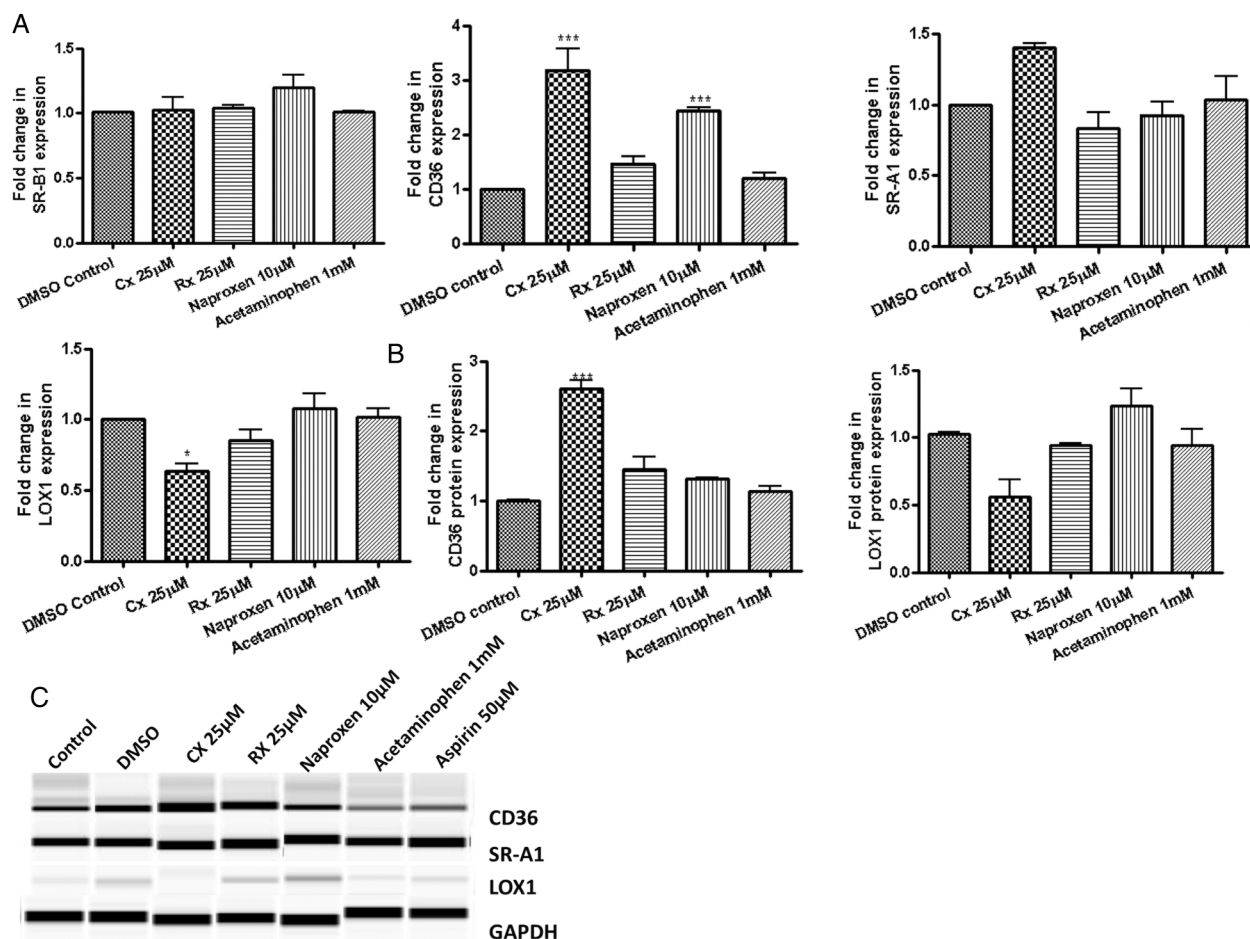 A
Fold change in
SR-B1 expression
1.5
1.0
0.5
0.0
DMSO Control
Cx 25μM
Rx 25μM
Naproxen 10μM
Acetaminophen 1mM
Fold change in
CD36 expression
4
3
2
1
0
***
***
DMSO control
Cx 25μM
Rx 25μM
Naproxen 10μM
Acetaminophen 1mM
Fold change in
SR-A1 expression
1.5
1.0
0.5
0.0
DMSO control
Cx 25μM
Rx 25μM
Naproxen 10μM
Acetaminophen 1mM
Fold change in
LOX1 expression
1.5
1.0
0.5
0.0
*
DMSO Control
Cx 25μM
Rx 25μM
Naproxen 10μM
Acetaminophen 1mM
B
Fold change in
CD36 protein expression
3
2
1
0
***
DMSO control
Cx 25μM
Rx 25μM
Naproxen 10μM
Acetaminophen 1mM
Fold change in
LOX1 protein expression
1.5
1.0
0.5
0.0
DMSO control
Cx 25μM
Rx 25μM
Naproxen 10μM
Acetaminophen 1mM
C
Control
DMSO
CX 25μM
RX 25μM
Naproxen 10μM
Acetaminophen 1mM
Aspirin 50μM
CD36
SR-A1
LOX1
GAPDH